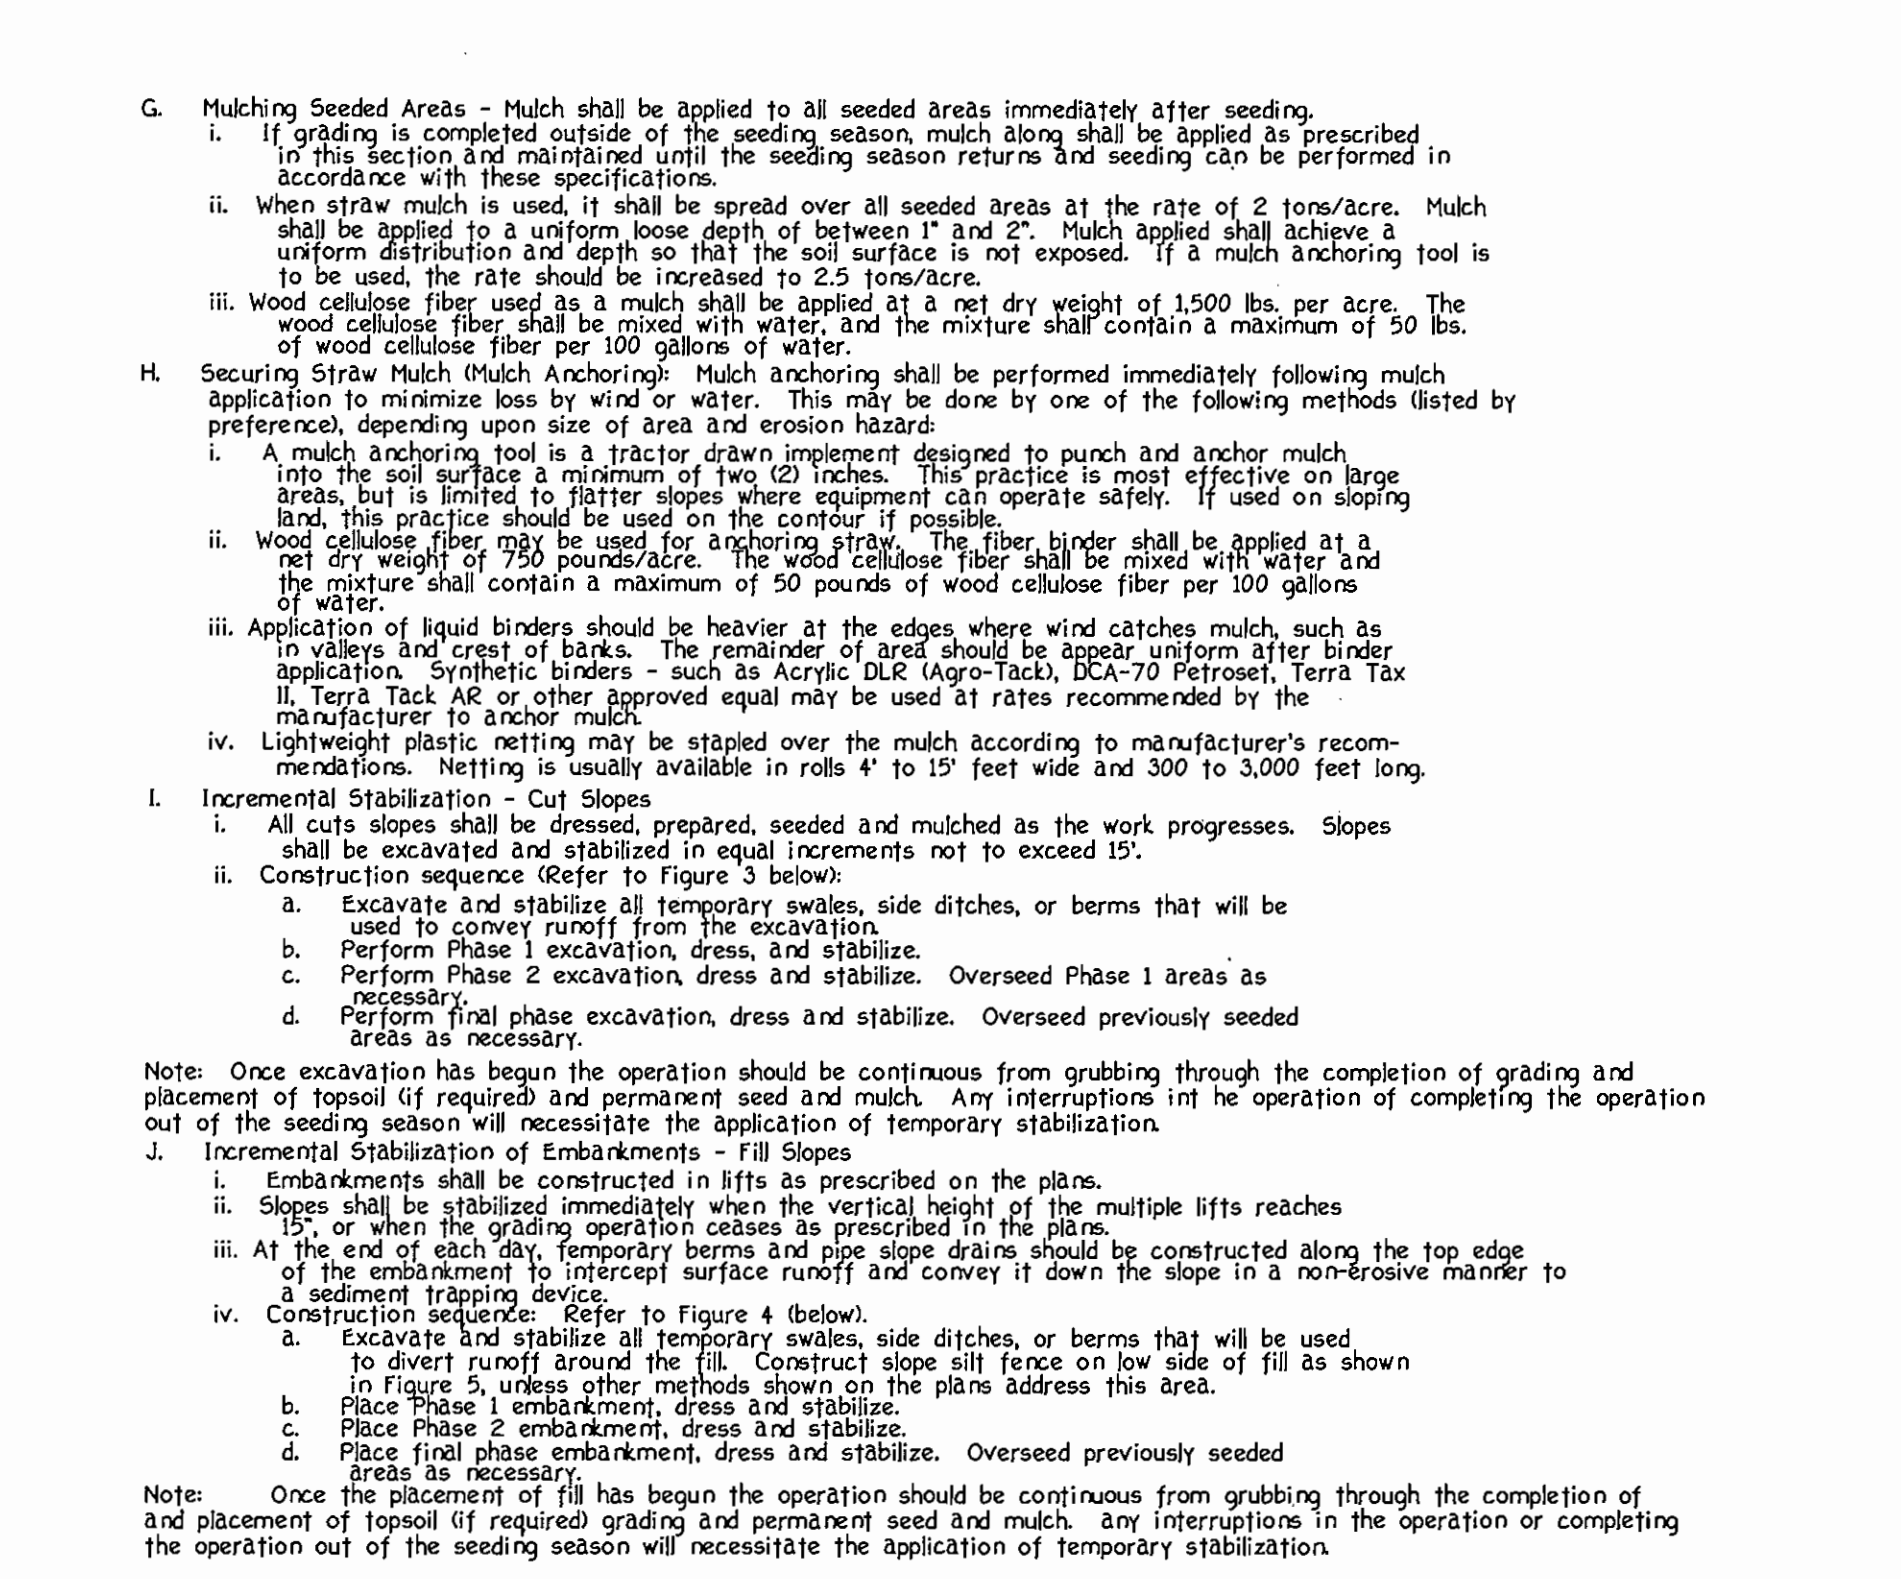 G. Mulching Seeded Areas - Mulch shall be applied to all seeded areas immediately after seeding.
i. If grading is completed outside of the seeding season, mulch along shall be applied as prescribed
in this section and maintained until the seeding season returns and seeding can be performed in
accordance with these specifications.
ii. When straw mulch is used, it shall be spread over all seeded areas at the rate of 2 tons/acre. Mulch
shall be applied to a uniform loose depth of between 1" and 2". Mulch applied shall achieve a
uniform distribution and depth so that the soil surface is not exposed. If a mulch anchoring tool is
to be used, the rate should be increased to 2.5 tons/acre.
iii. Wood cellulose fiber used as a mulch shall be applied at a net dry weight of 1,500 lbs. per acre. The
wood cellulose fiber shall be mixed with water, and the mixture shall contain a maximum of 50 lbs.
of wood cellulose fiber per 100 gallons of water.
H. Securing Straw Mulch (Mulch Anchoring): Mulch anchoring shall be performed immediately following mulch
application to minimize loss by wind or water. This may be done by one of the following methods (listed by
preference), depending upon size of area and erosion hazard:
i. A mulch anchoring tool is a tractor drawn implement designed to punch and anchor mulch
into the soil surface a minimum of two (2) inches. This practice is most effective on large
areas, but is limited to flatter slopes where equipment can operate safely. If used on sloping
land, this practice should be used on the contour if possible.
ii. Wood cellulose fiber may be used for anchoring straw. The fiber binder shall be applied at a
net dry weight of 750 pounds/acre. The wood cellulose fiber shall be mixed with water and
the mixture shall contain a maximum of 50 pounds of wood cellulose fiber per 100 gallons
of water.
iii. Application of liquid binders should be heavier at the edges where wind catches mulch, such as
in valleys and crest of banks. The remainder of area should be appear uniform after binder
application. Synthetic binders - such as Acrylic DLR (Agro-Tack), DCA-70 Petroset, Terra Tax
II, Terra Tack AR or other approved equal may be used at rates recommended by the
manufacturer to anchor mulch.
iv. Lightweight plastic netting may be stapled over the mulch according to manufacturer's recom-
mendations. Netting is usually available in rolls 4' to 15' feet wide and 300 to 3,000 feet long.
I. Incremental Stabilization - Cut Slopes
i. All cuts slopes shall be dressed, prepared, seeded and mulched as the work progresses. Slopes
shall be excavated and stabilized in equal increments not to exceed 15'.
ii. Construction sequence (Refer to Figure 3 below):
a. Excavate and stabilize all temporary swales, side ditches, or berms that will be
used to convey runoff from the excavation.
b. Perform Phase 1 excavation, dress, and stabilize.
c. Perform Phase 2 excavation, dress and stabilize. Overseed Phase 1 areas as
necessary.
d. Perform final phase excavation, dress and stabilize. Overseed previously seeded
areas as necessary.
Note: Once excavation has begun the operation should be continuous from grubbing through the completion of grading and
placement of topsoil (if required) and permanent seed and mulch. Any interruptions int he operation of completing the operation
out of the seeding season will necessitate the application of temporary stabilization.
J. Incremental Stabilization of Embankments - Fill Slopes
i. Embankments shall be constructed in lifts as prescribed on the plans.
ii. Slopes shall be stabilized immediately when the vertical height of the multiple lifts reaches
15", or when the grading operation ceases as prescribed in the plans.
iii. At the end of each day, temporary berms and pipe slope drains should be constructed along the top edge
of the embankment to intercept surface runoff and convey it down the slope in a non-erosive manner to
a sediment trapping device.
iv. Construction sequence: Refer to Figure 4 (below).
a. Excavate and stabilize all temporary swales, side ditches, or berms that will be used
to divert runoff around the fill. Construct slope silt fence on low side of fill as shown
in Figure 5, unless other methods shown on the plans address this area.
b. Place Phase 1 embankment, dress and stabilize.
c. Place Phase 2 embankment, dress and stabilize.
d. Place final phase embankment, dress and stabilize. Overseed previously seeded
areas as necessary.
Note: Once the placement of fill has begun the operation should be continuous from grubbing through the completion of
and placement of topsoil (if required) grading and permanent seed and mulch. any interruptions in the operation or completing
the operation out of the seeding season will necessitate the application of temporary stabilization.